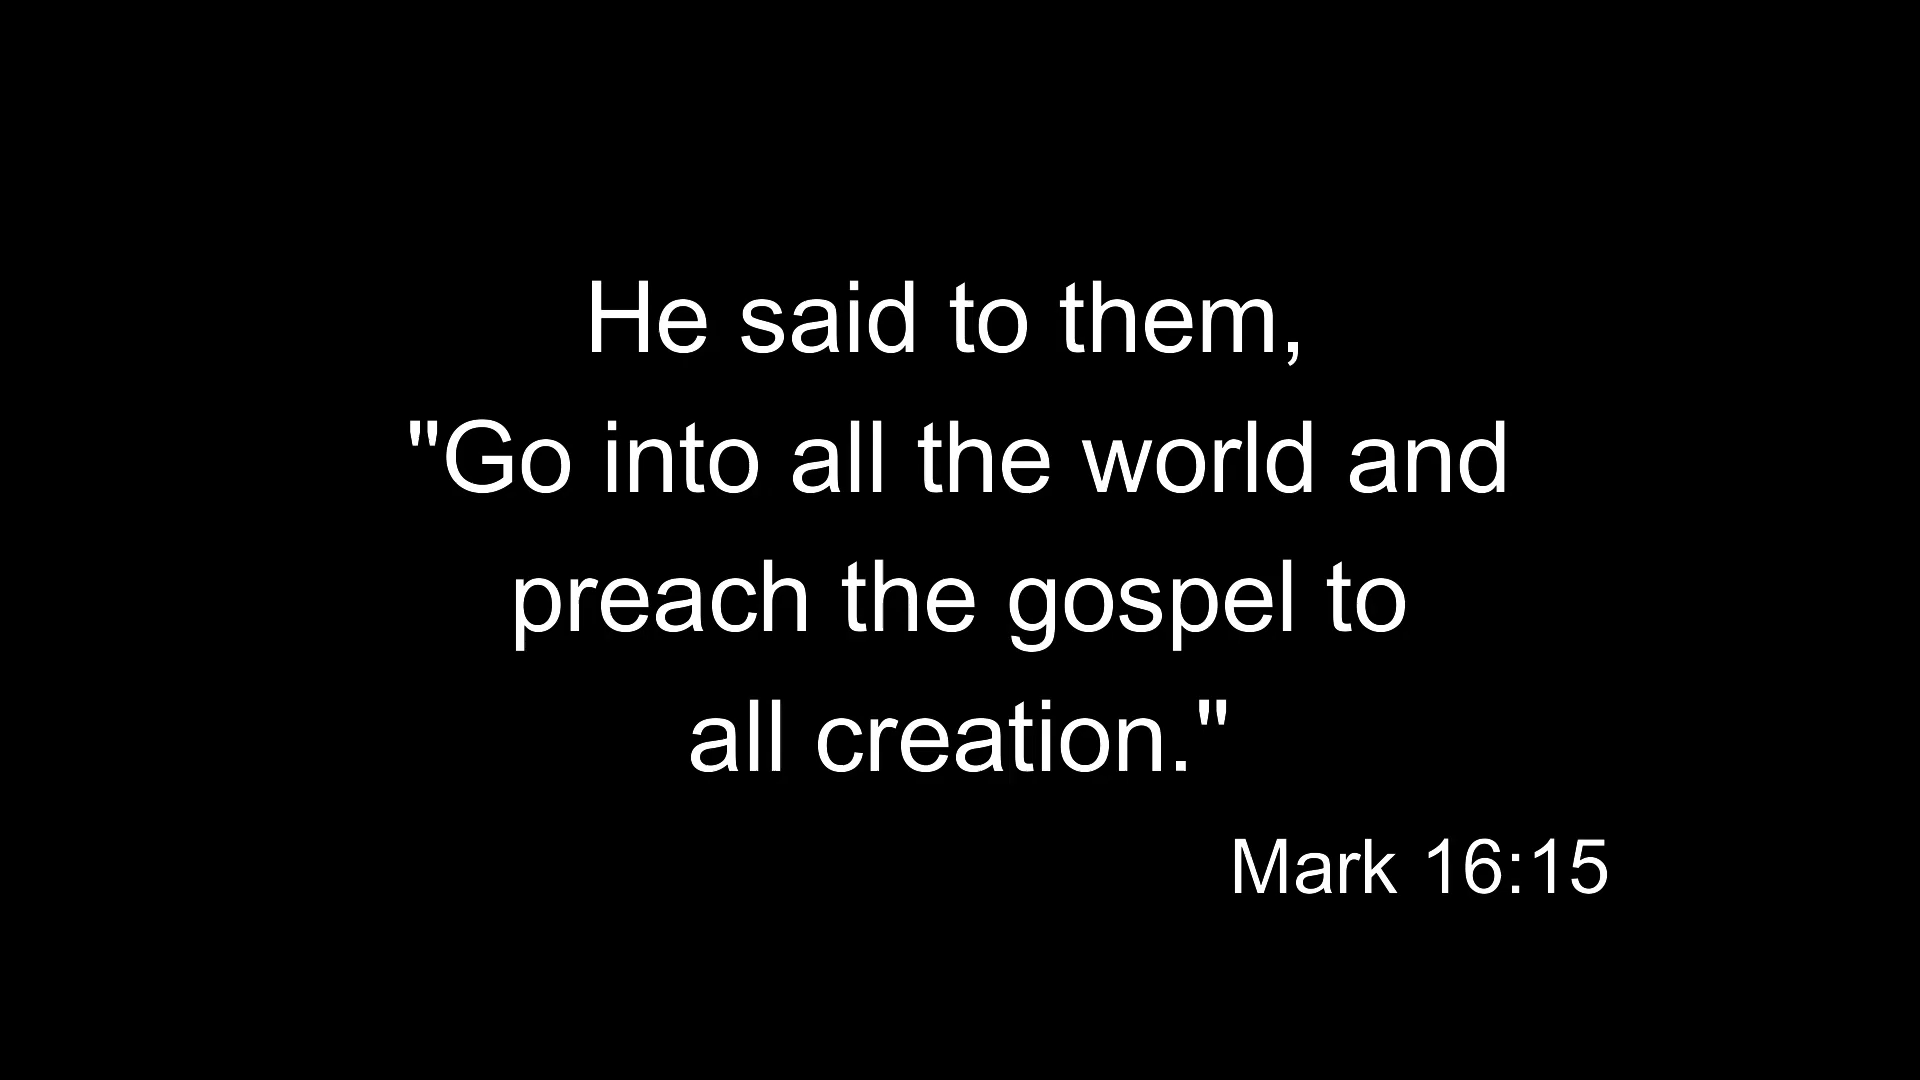 He said to them,
"Go into all the world and
preach the gospel to
all creation."
Mark 16:15